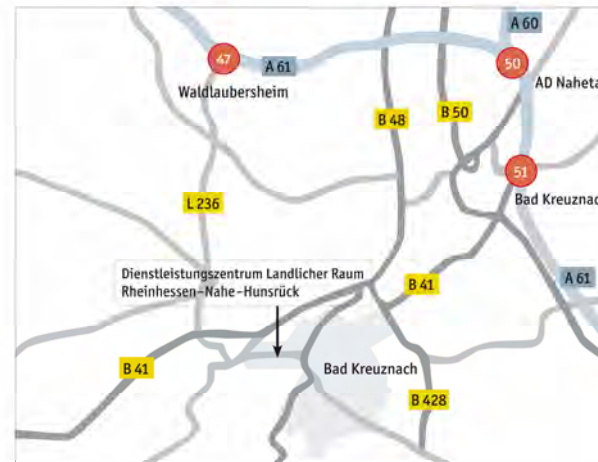 A 60
47
A 61
50
Waldlaubersheim
AD Naheta
B 48
B 50
51
Bad Kreuznac
L 236
Dienstleistungszentrum Landlicher Raum
Rheinhessen-Nahe-Hunsrück
A 61
B 41
B 41
Bad Kreuznach
B 428